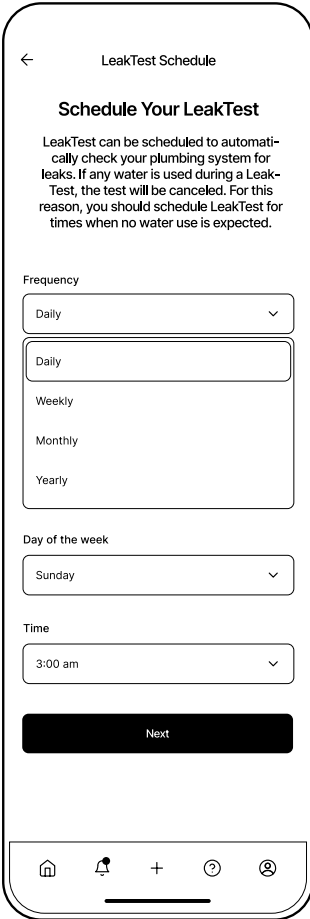 LeakTest Schedule
Schedule Your LeakTest
LeakTest can be scheduled to automati-
cally check your plumbing system for
leaks. If any water is used during a Leak-
Test, the test will be canceled. For this
reason, you should schedule LeakTest for
times when no water use is expected.
Frequency
Daily
Daily
Weekly
Monthly
Yearly
Day of the week
Sunday
Time
3:00 am
Next